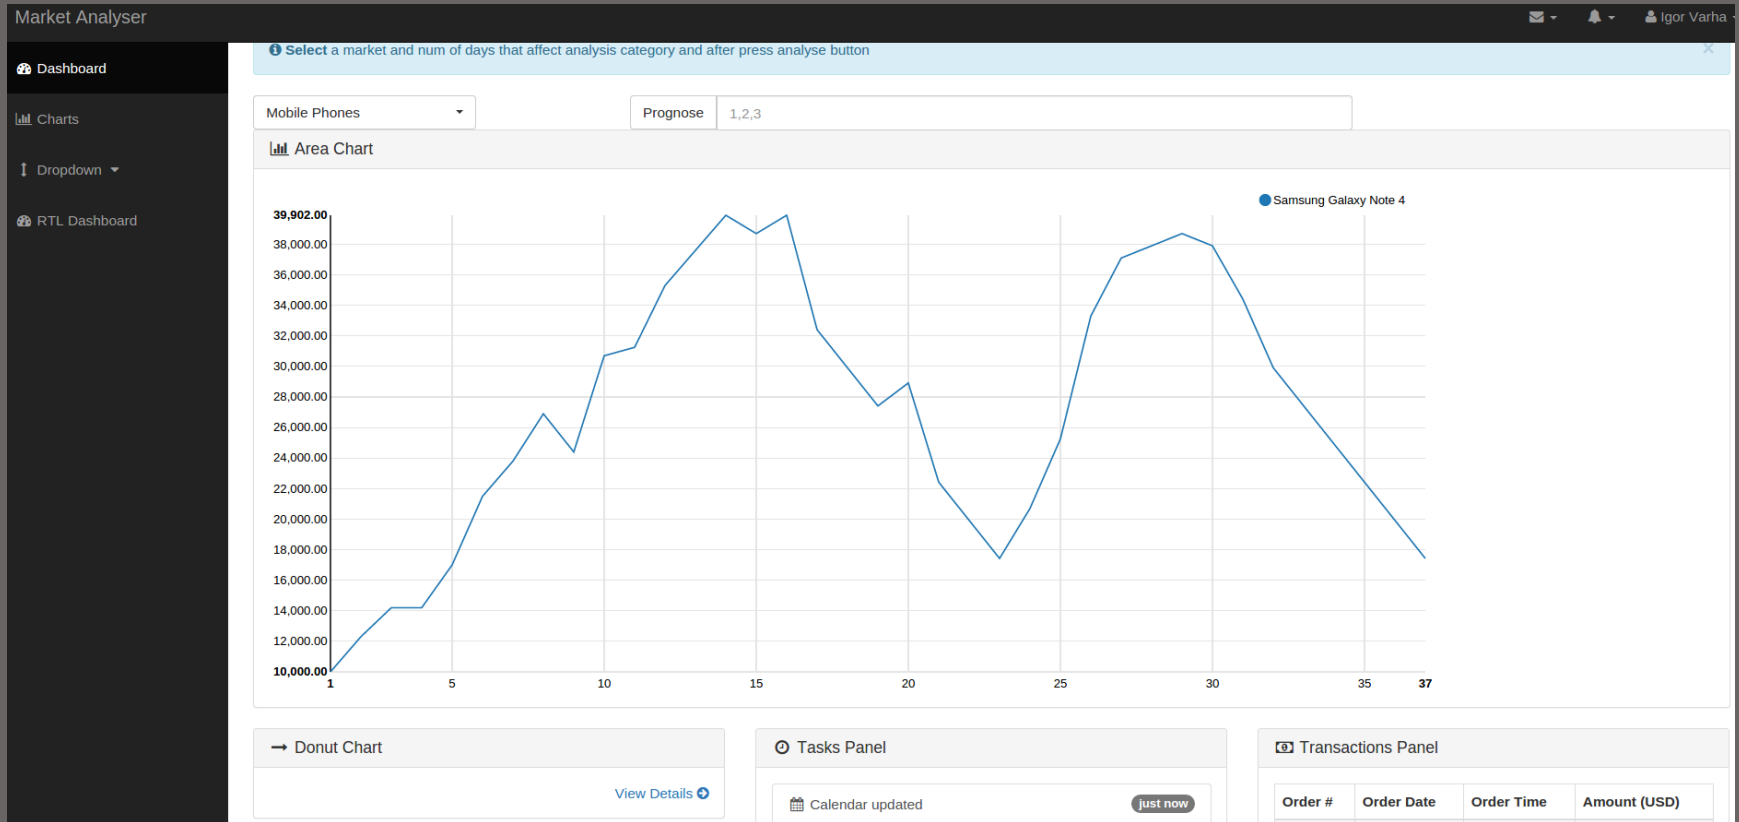 Market Analyser
Igor Varha
Dashboard
Charts
Dropdown
RTL Dashboard
Select a market and num of days that affect analysis category and after press analyse button
×
Mobile Phones
Prognose 1,2,3
Area Chart
Samsung Galaxy Note 4
39,902.00
38,000.00
36,000.00
34,000.00
32,000.00
30,000.00
28,000.00
26,000.00
24,000.00
22,000.00
20,000.00
18,000.00
16,000.00
14,000.00
12,000.00
10,000.00
1 5 10 15 20 25 30 35 37
Donut Chart
View Details
Tasks Panel
Calendar updated just now
Transactions Panel
Order # Order Date Order Time Amount (USD)